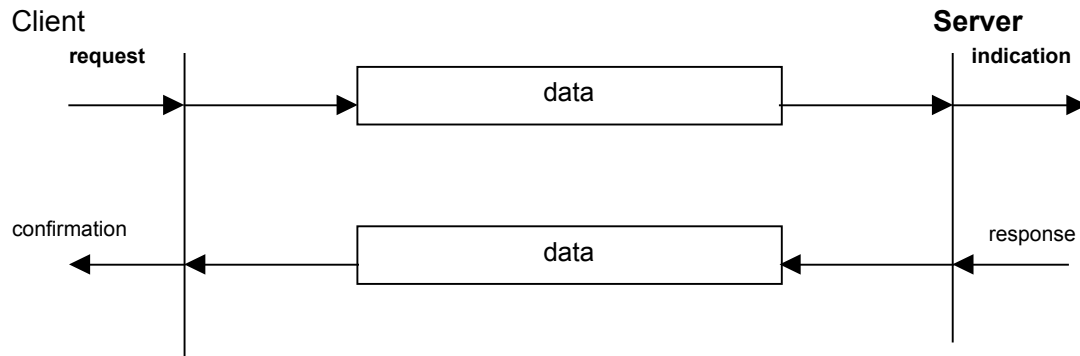 Client Server
request indication
data
confirmation response
data